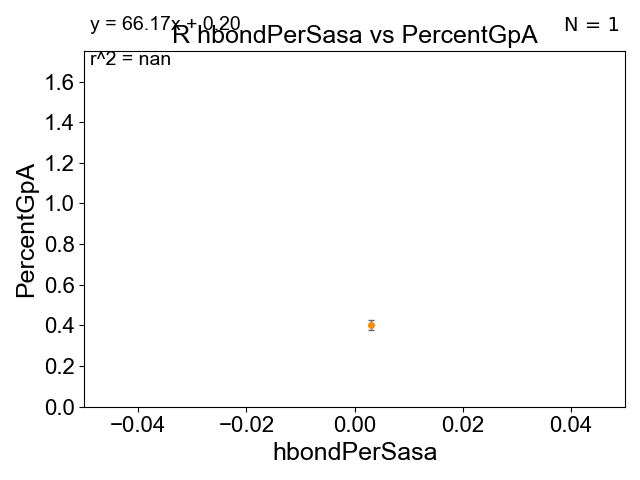 y = 66.17x + 0.20
R hbondPerSasa vs PercentGpA
N = 1
r^2 = nan
PercentGpA
1.6
1.4
1.2
1.0
0.8
0.6
0.4
0.2
0.0
−0.04 −0.02 0.00 0.02 0.04
hbondPerSasa